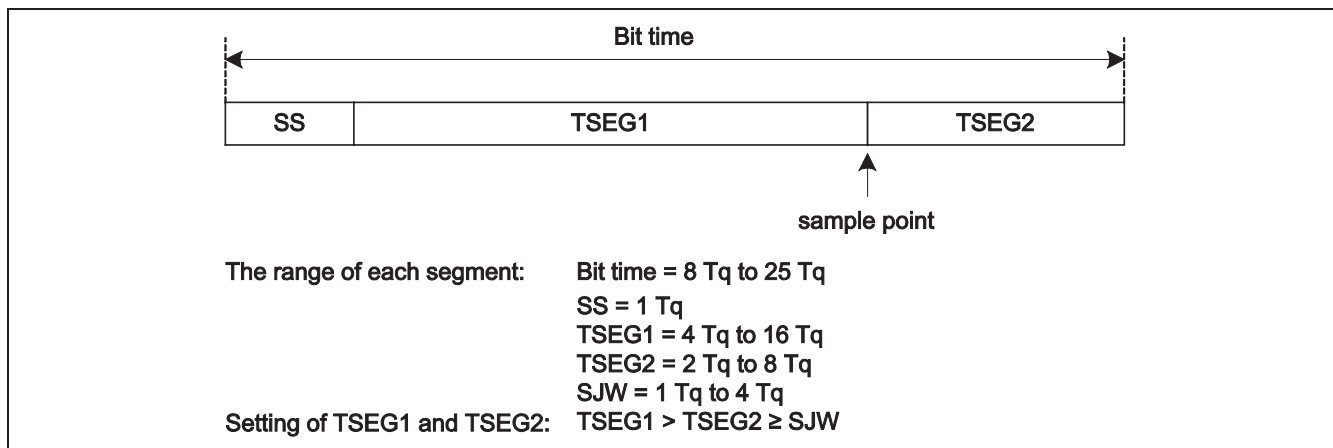 Bit time
SS TSEG1 TSEG2
sample point
The range of each segment: Bit time = 8 Tq to 25 Tq
SS = 1 Tq
TSEG1 = 4 Tq to 16 Tq
TSEG2 = 2 Tq to 8 Tq
SJW = 1 Tq to 4 Tq
Setting of TSEG1 and TSEG2: TSEG1 > TSEG2 ≥ SJW